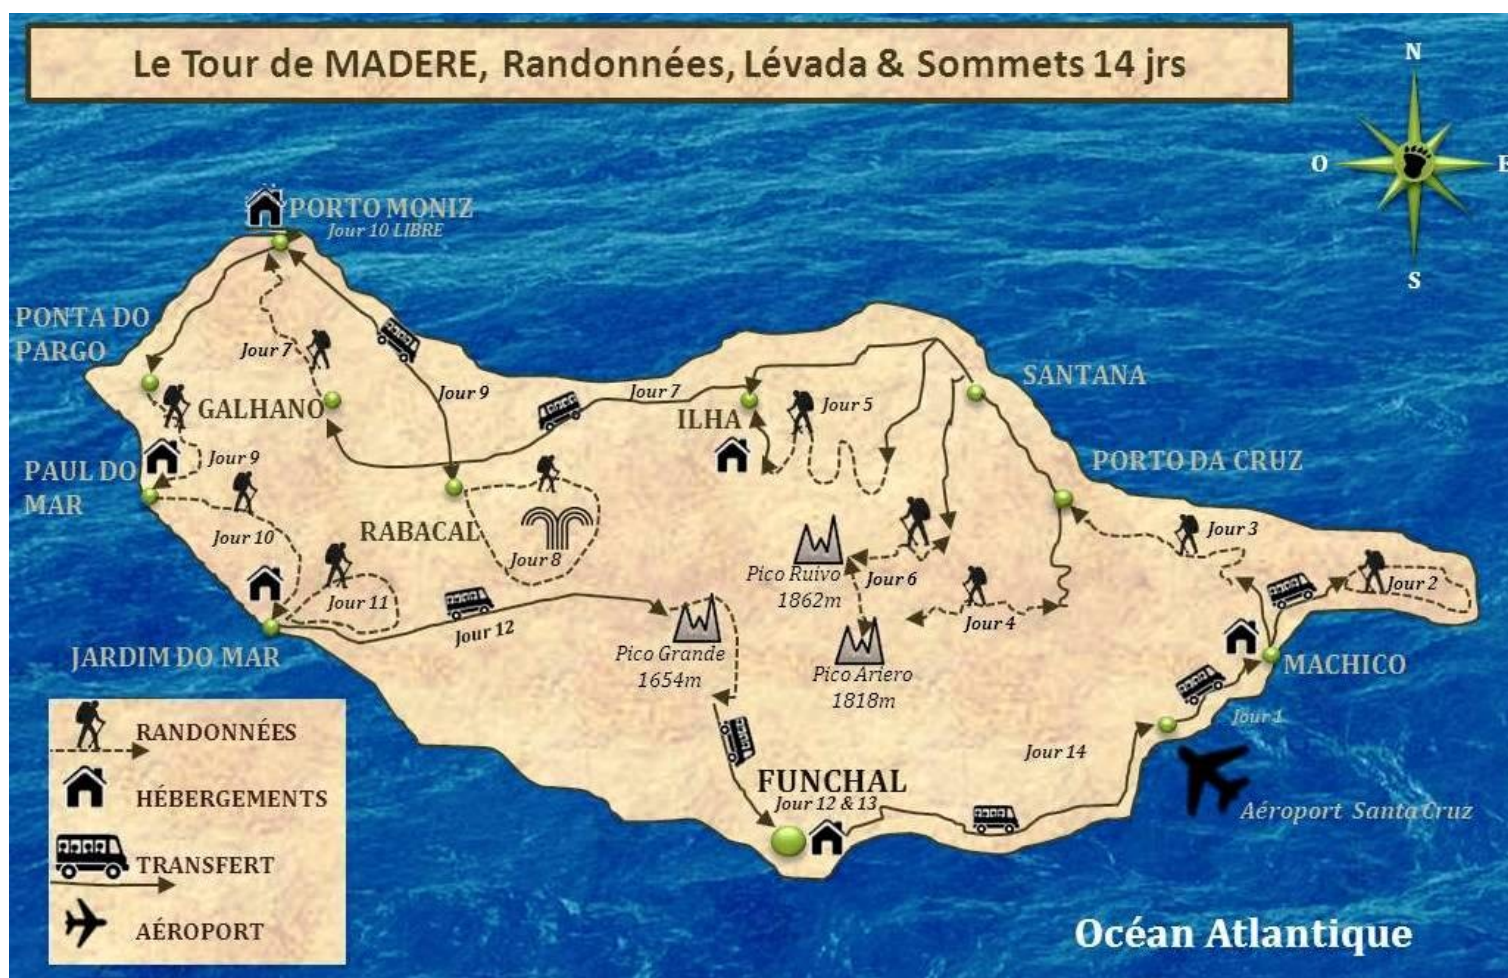 Le Tour de MADERE, Randonnées, Lévada & Sommets 14 jrs
N
O
E
S
PORTO MONIZ
Jour 10 LIBRE
PONTA DO
PARGO
Jour 7
GALHANO
Jour 9
Jour 7
ILHA
Jour 5
SANTANA
PAUL DO
MAR
Jour 9
Jour 10
RABACAL
Jour 8
PORTO DA CRUZ
Jour 3
Jour 2
Pico Ruivo
1862m
Jour 6
Jour 4
Jour 11
Jour 12
JARDIM DO MAR
Pico Grande
1654m
Pico Ariero
1818m
MACHICO
Jour 1
Jour 14
FUNCHAL
Jour 12 & 13
Aéroport Santa Cruz
RANDONNÉES
HÉBERGEMENTS
TRANSFERT
AÉROPORT
Océan Atlantique